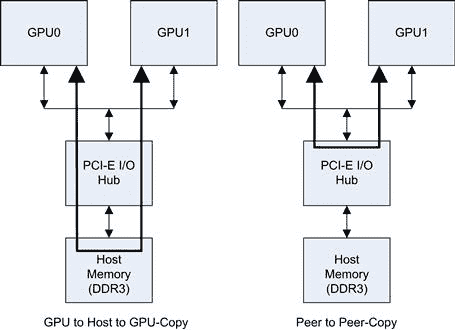 GPU0
GPU1
PCI-E I/O
Hub
Host
Memory
(DDR3)
GPU to Host to GPU-Copy
GPU0
GPU1
PCI-E I/O
Hub
Host
Memory
(DDR3)
Peer to Peer-Copy